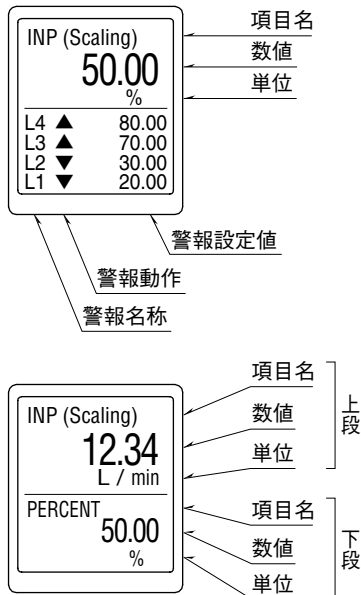 INP (Scaling)
50.00
%
L4 ▲ 80.00
L3 ▲ 70.00
L2 ▼ 30.00
L1 ▼ 20.00
項目名
数値
単位
警報設定値
警報動作
警報名称
INP (Scaling)
12.34
L / min
PERCENT
50.00
%
項目名
数値
単位
上段
項目名
数値
単位
下段